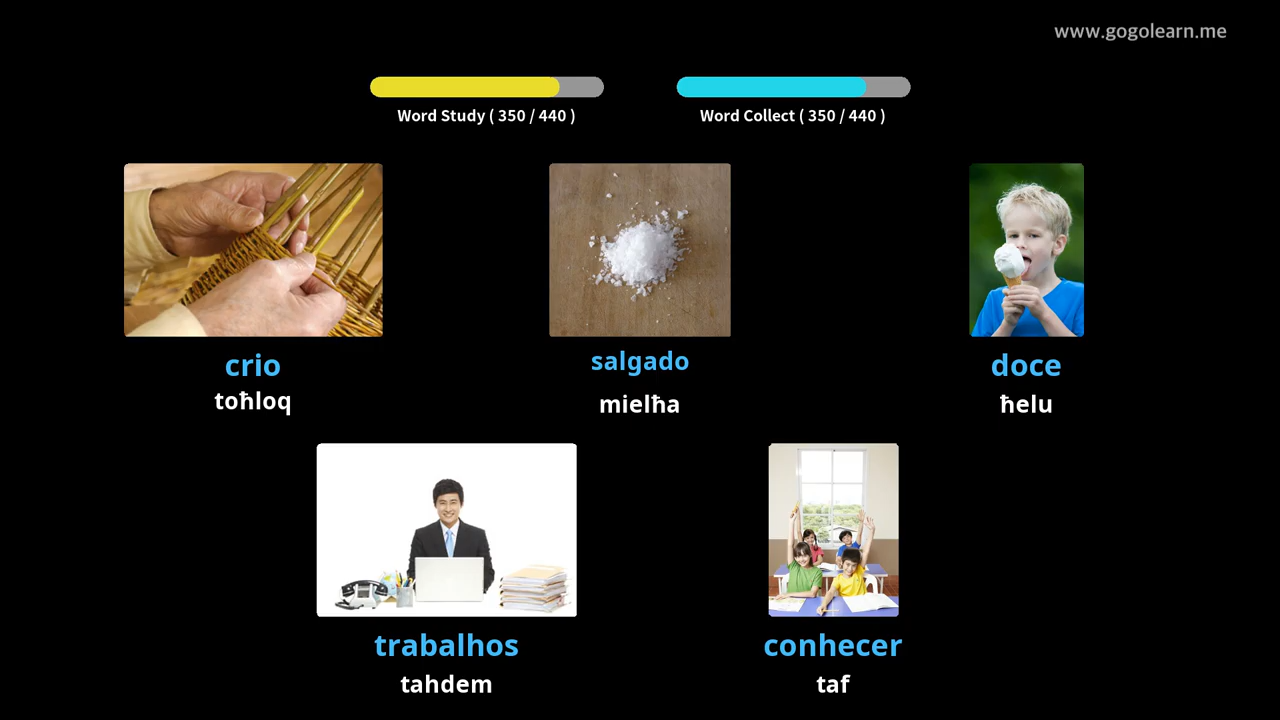 www.gogolearn.me
Word Study ( 350 / 440 )
Word Collect ( 350 / 440 )
crio
toħloq
salgado
mielħa
doce
ħelu
trabalhos
tahdem
conhecer
taf